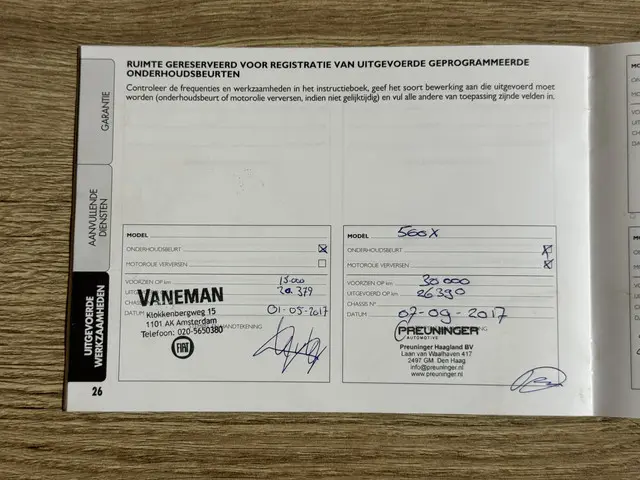 RUIMTE GERESERVEERD VOOR REGISTRATIE VAN UITGEVOERDE GEPROGRAMMEERDE
ONDERHOUDSBEURTEN
Controleer de frequenties en werkzaamheden in het instructieboek, geef het soort bewerking aan die uitgevoerd moet
worden (onderhoudsbeurt of motorolie verversen, indien niet gelijktijdig) en vul alle andere van toepassing zijnde velden in.
GARANTIE
AANVULLENDE
DIENSTEN
UITGEVOERDE
WERKZAAMHEDEN
26
MODEL
ONDERHOUDSBEURT
MOTOROLIE VERVERSEN
VOORZIEN OP km 15.000
20.379
DATUM 01-05-2017
VANEMAN
Klokkenbergweg 15
1101 AK Amsterdam
Telefoon: 020-5650380
FIAT
MODEL 500X
ONDERHOUDSBEURT
MOTOROLIE VERVERSEN
VOORZIEN OP km 30.000
UITGEVOERD OP km 26390
CHASSIS N°
DATUM 07-09-2017
PREUNINGER
AUTOMOTIVE
Preuninger Haagland BV
Laan van Waalhaven 417
2497 GM. Den Haag
info@preuninger.nl
www.preuninger.nl